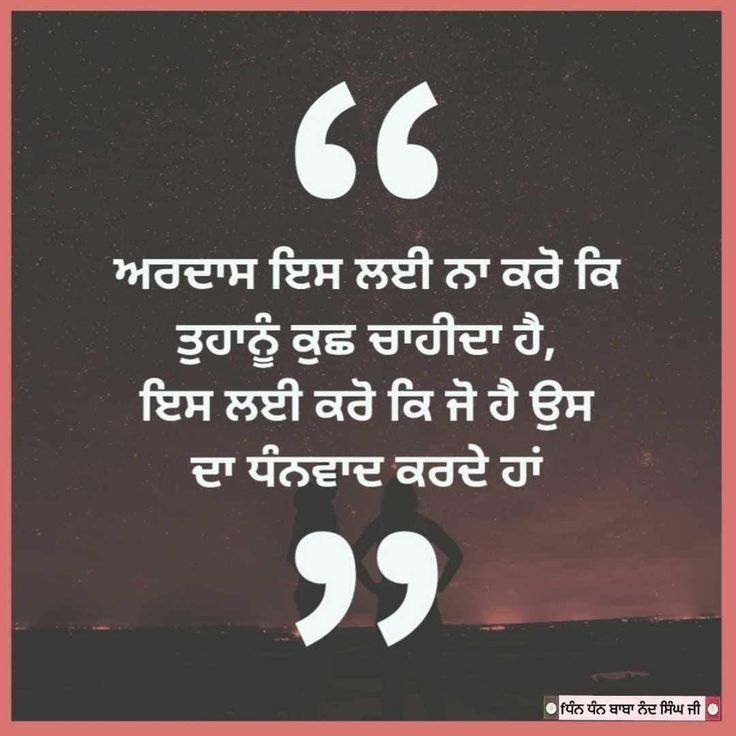 ਅਰਦਾਸ ਇਸ ਲਈ ਨਾ ਕਰੋ ਕਿ
ਤੁਹਾਨੂੰ ਕੁਛ ਚਾਹੀਦਾ ਹੈ,
ਇਸ ਲਈ ਕਰੋ ਕਿ ਜੋ ਹੈ ਉਸ
ਦਾ ਧੰਨਵਾਦ ਕਰਦੇ ਹਾਂ
ਧਿੰਨ ਧੰਨ ਬਾਬਾ ਨੰਦ ਸਿੰਘ ਜੀ